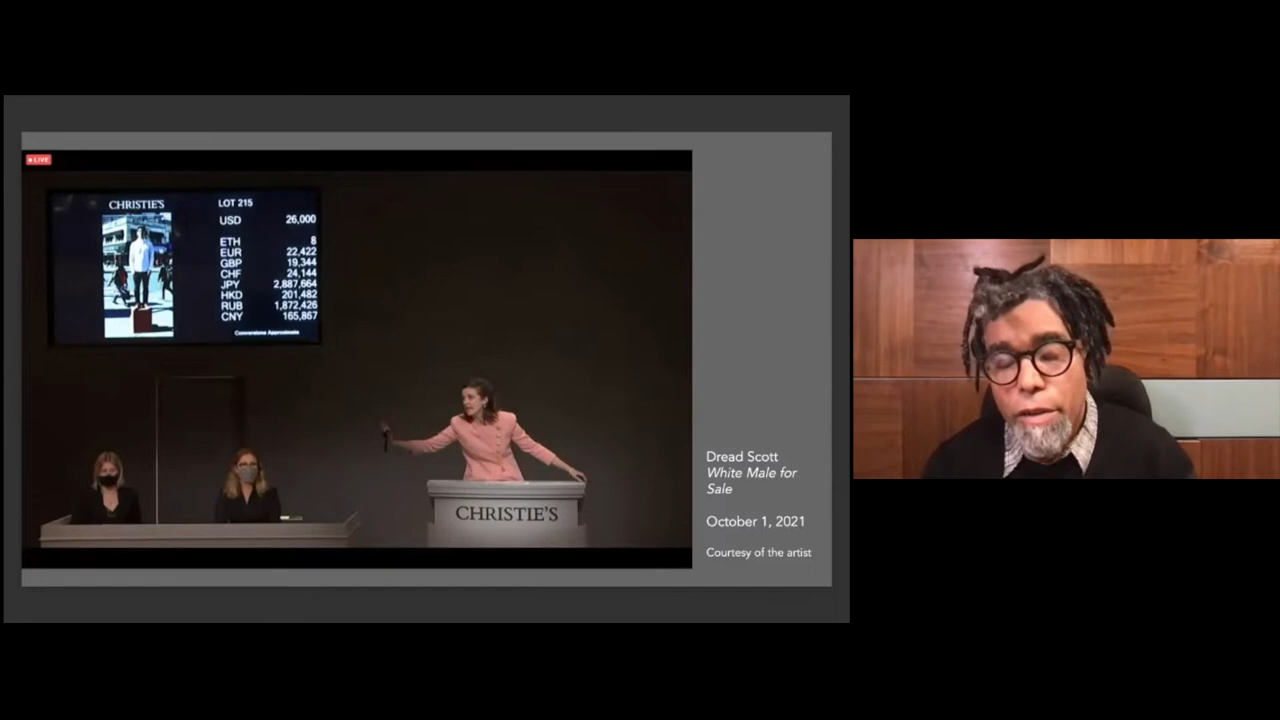 LIVE
CHRISTIE'S
LOT 215
USD 26,000
ETH 8
EUR 22,422
GBP 19,344
CHF 24,144
JPY 2,887,664
HKD 201,482
RUB 1,872,426
CNY 165,867
Conversions Approximate
CHRISTIE'S
Dread Scott
White Male for
Sale
October 1, 2021
Courtesy of the artist